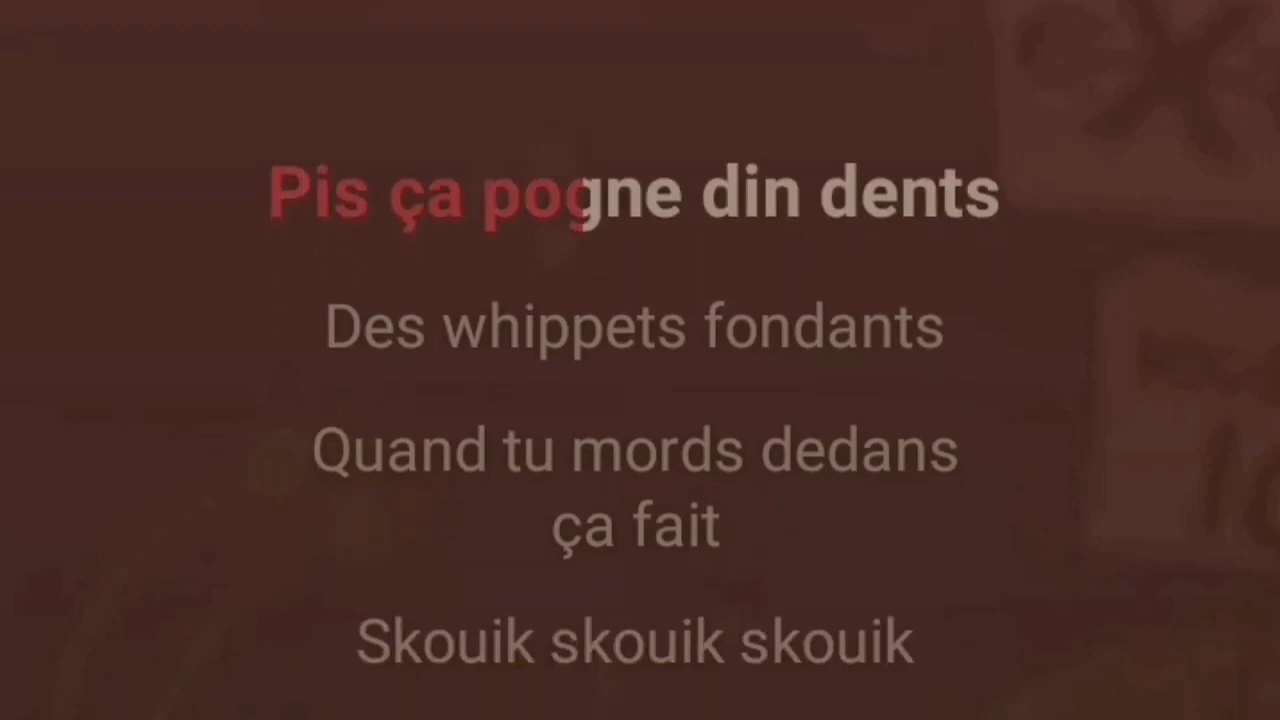 Pis ça pogne din dents
Des whippets fondants
Quand tu mords dedans
ça fait
Skouik skouik skouik